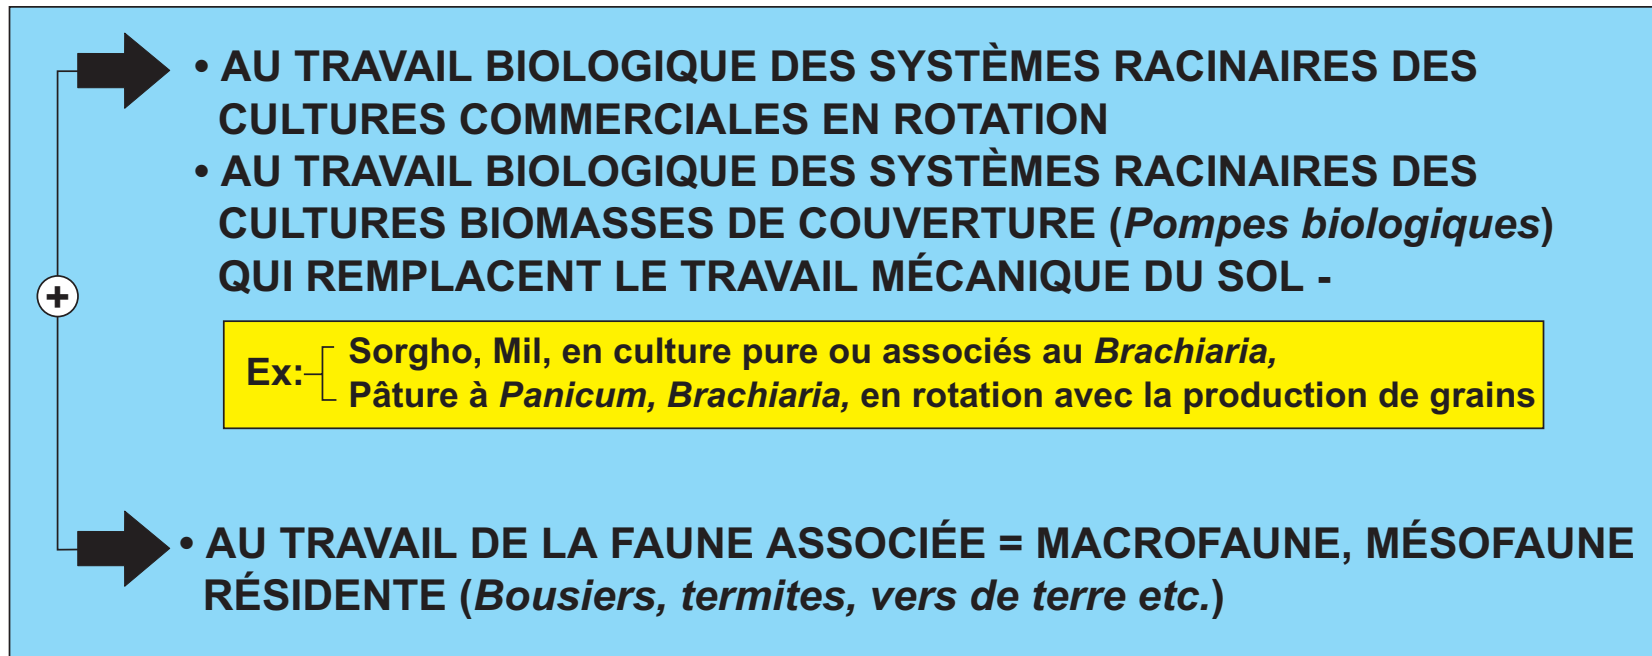 • AU TRAVAIL BIOLOGIQUE DES SYSTÈMES RACINAIRES DES
CULTURES COMMERCIALES EN ROTATION
• AU TRAVAIL BIOLOGIQUE DES SYSTÈMES RACINAIRES DES
CULTURES BIOMASSES DE COUVERTURE (Pompes biologiques)
QUI REMPLACENT LE TRAVAIL MÉCANIQUE DU SOL -
+
Ex:
Sorgho, Mil, en culture pure ou associés au Brachiaria,
Pâture à Panicum, Brachiaria, en rotation avec la production de grains
• AU TRAVAIL DE LA FAUNE ASSOCIÉE = MACROFAUNE, MÉSOFAUNE
RÉSIDENTE (Bousiers, termites, vers de terre etc.)